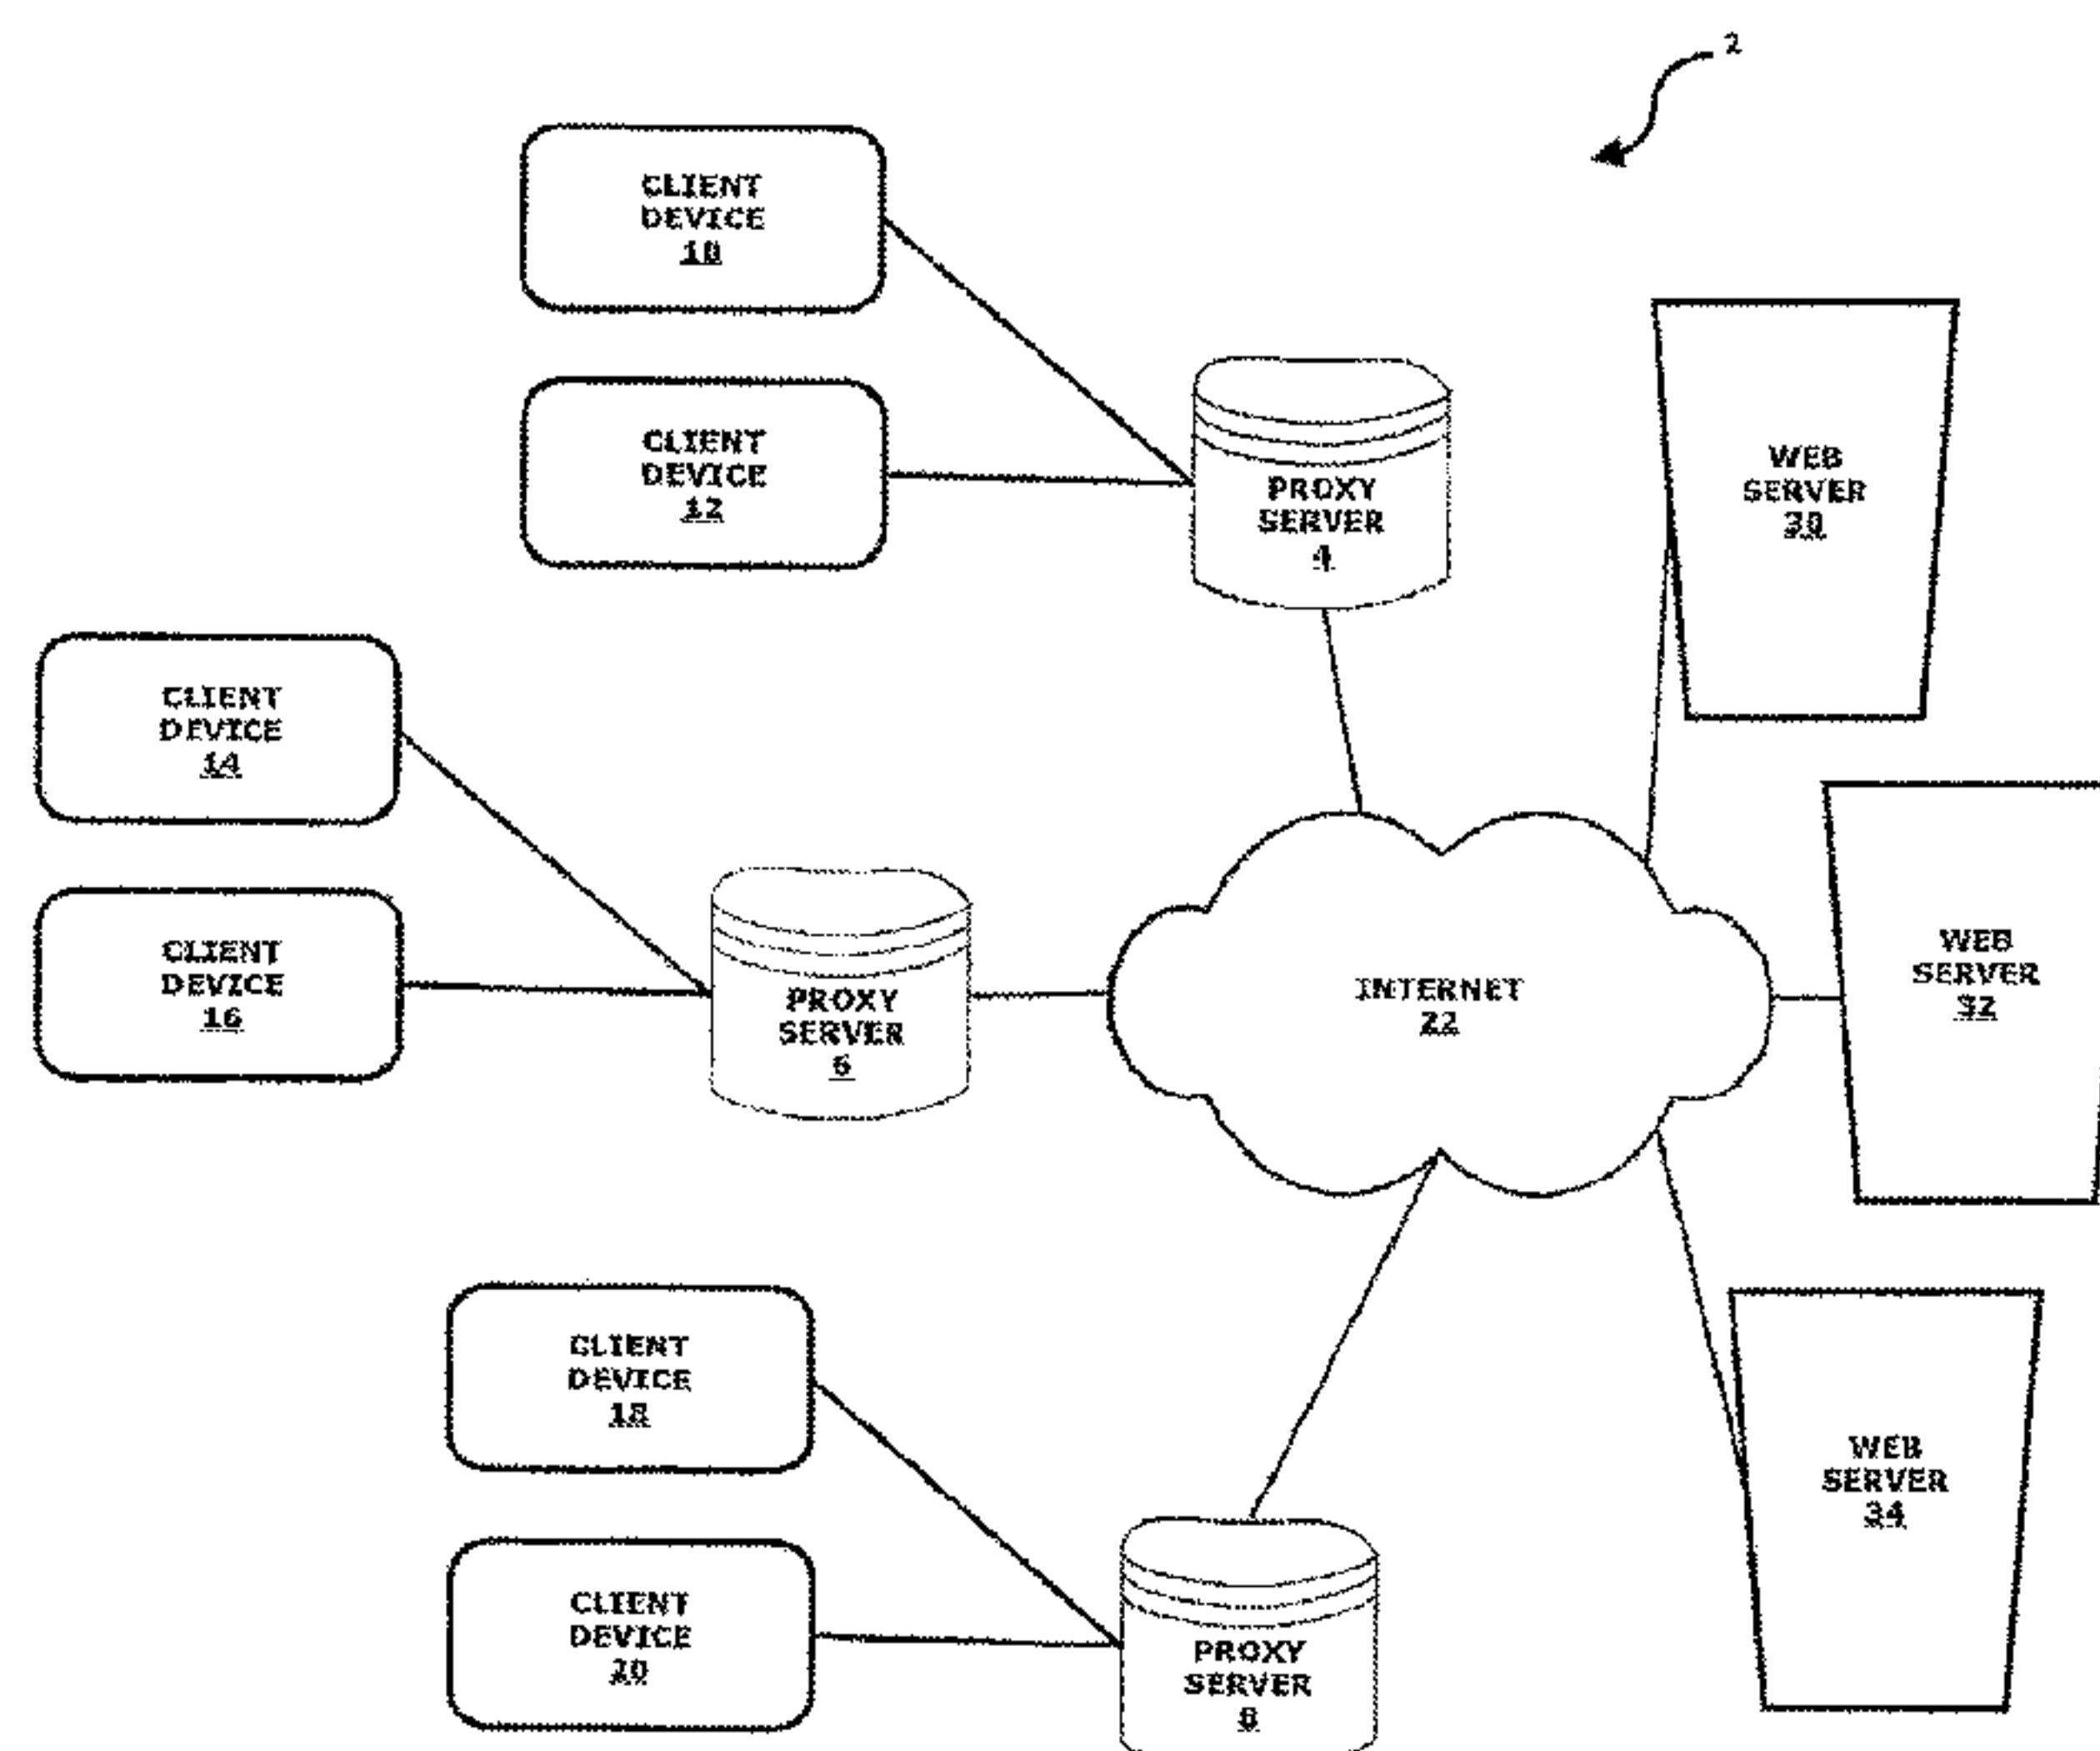 2
CLIENT
DEVICE
10
CLIENT
DEVICE
12
PROXY
SERVER
4
WEB
SERVER
30
CLIENT
DEVICE
14
CLIENT
DEVICE
16
PROXY
SERVER
6
INTERNET
22
WEB
SERVER
32
CLIENT
DEVICE
18
CLIENT
DEVICE
20
PROXY
SERVER
8
WEB
SERVER
34